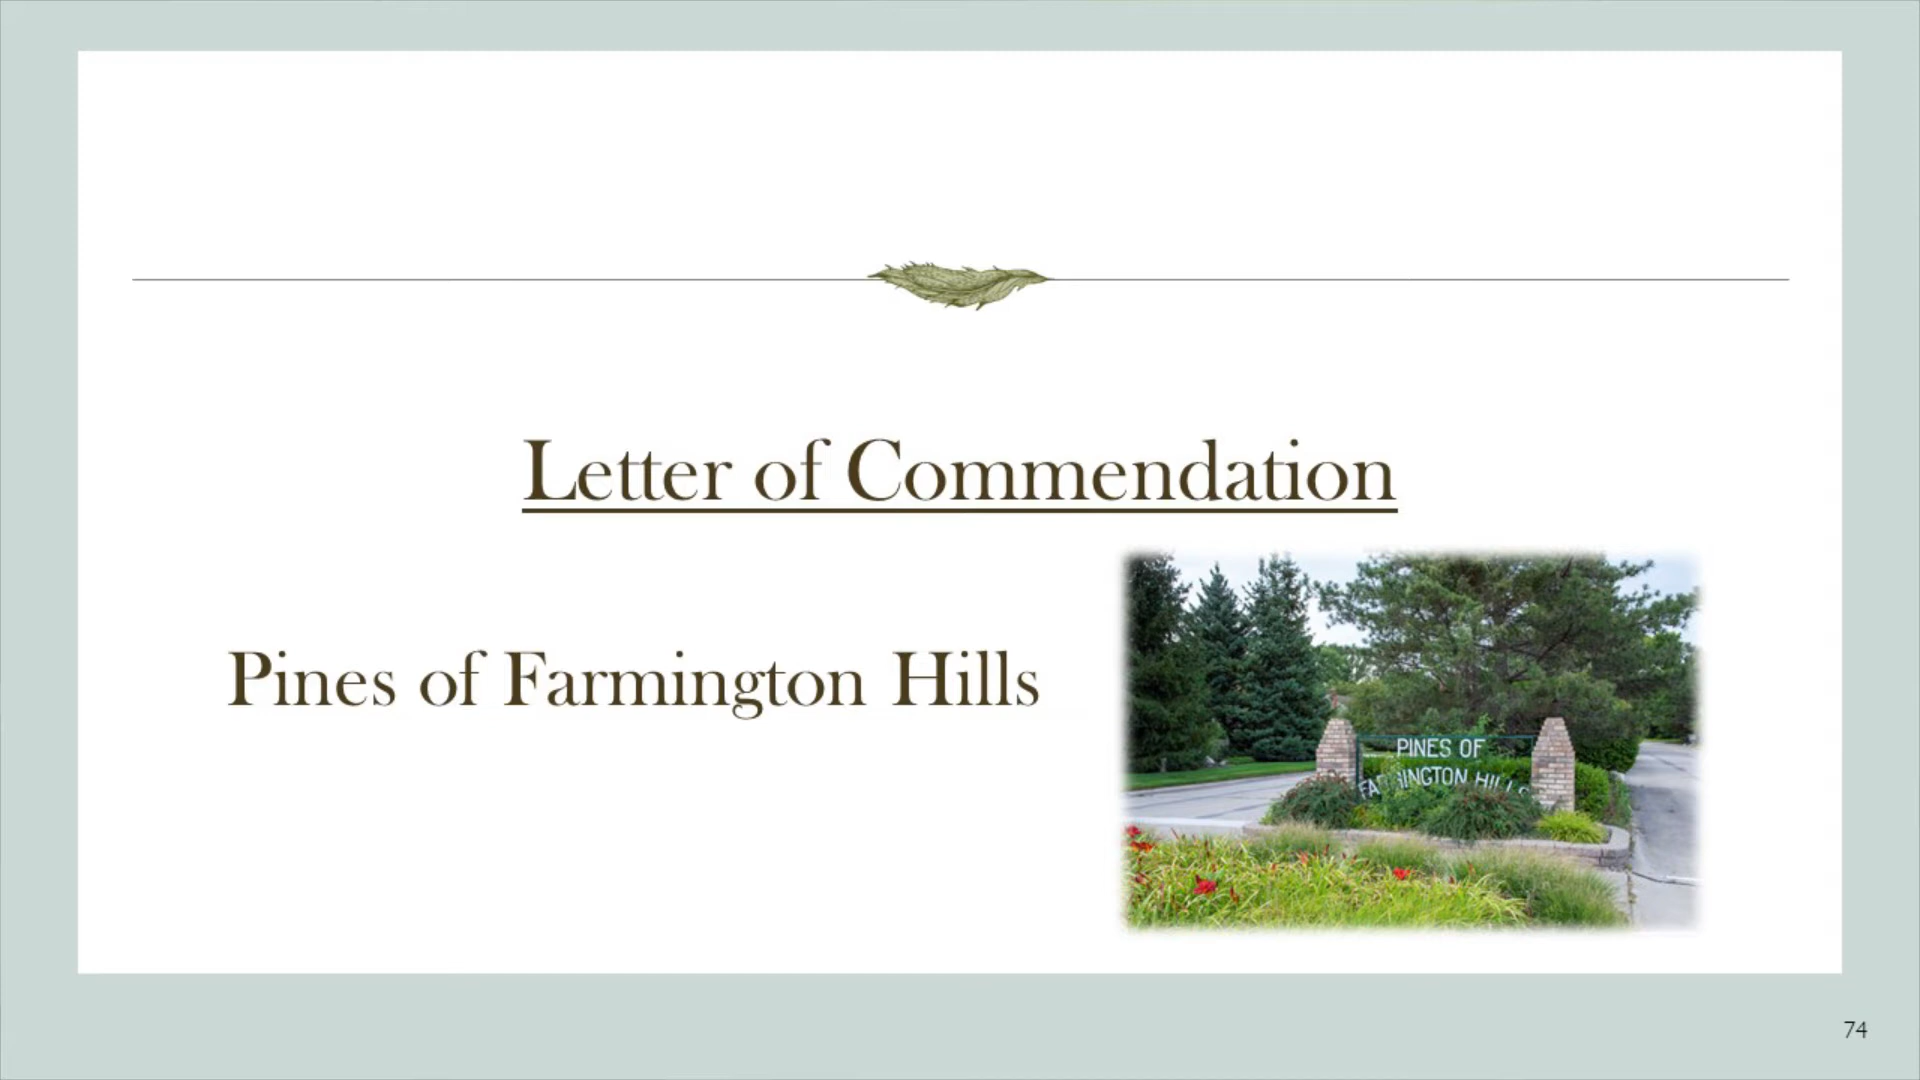 Letter of Commendation
Pines of Farmington Hills
PINES OF
FARMINGTON HILLS
74